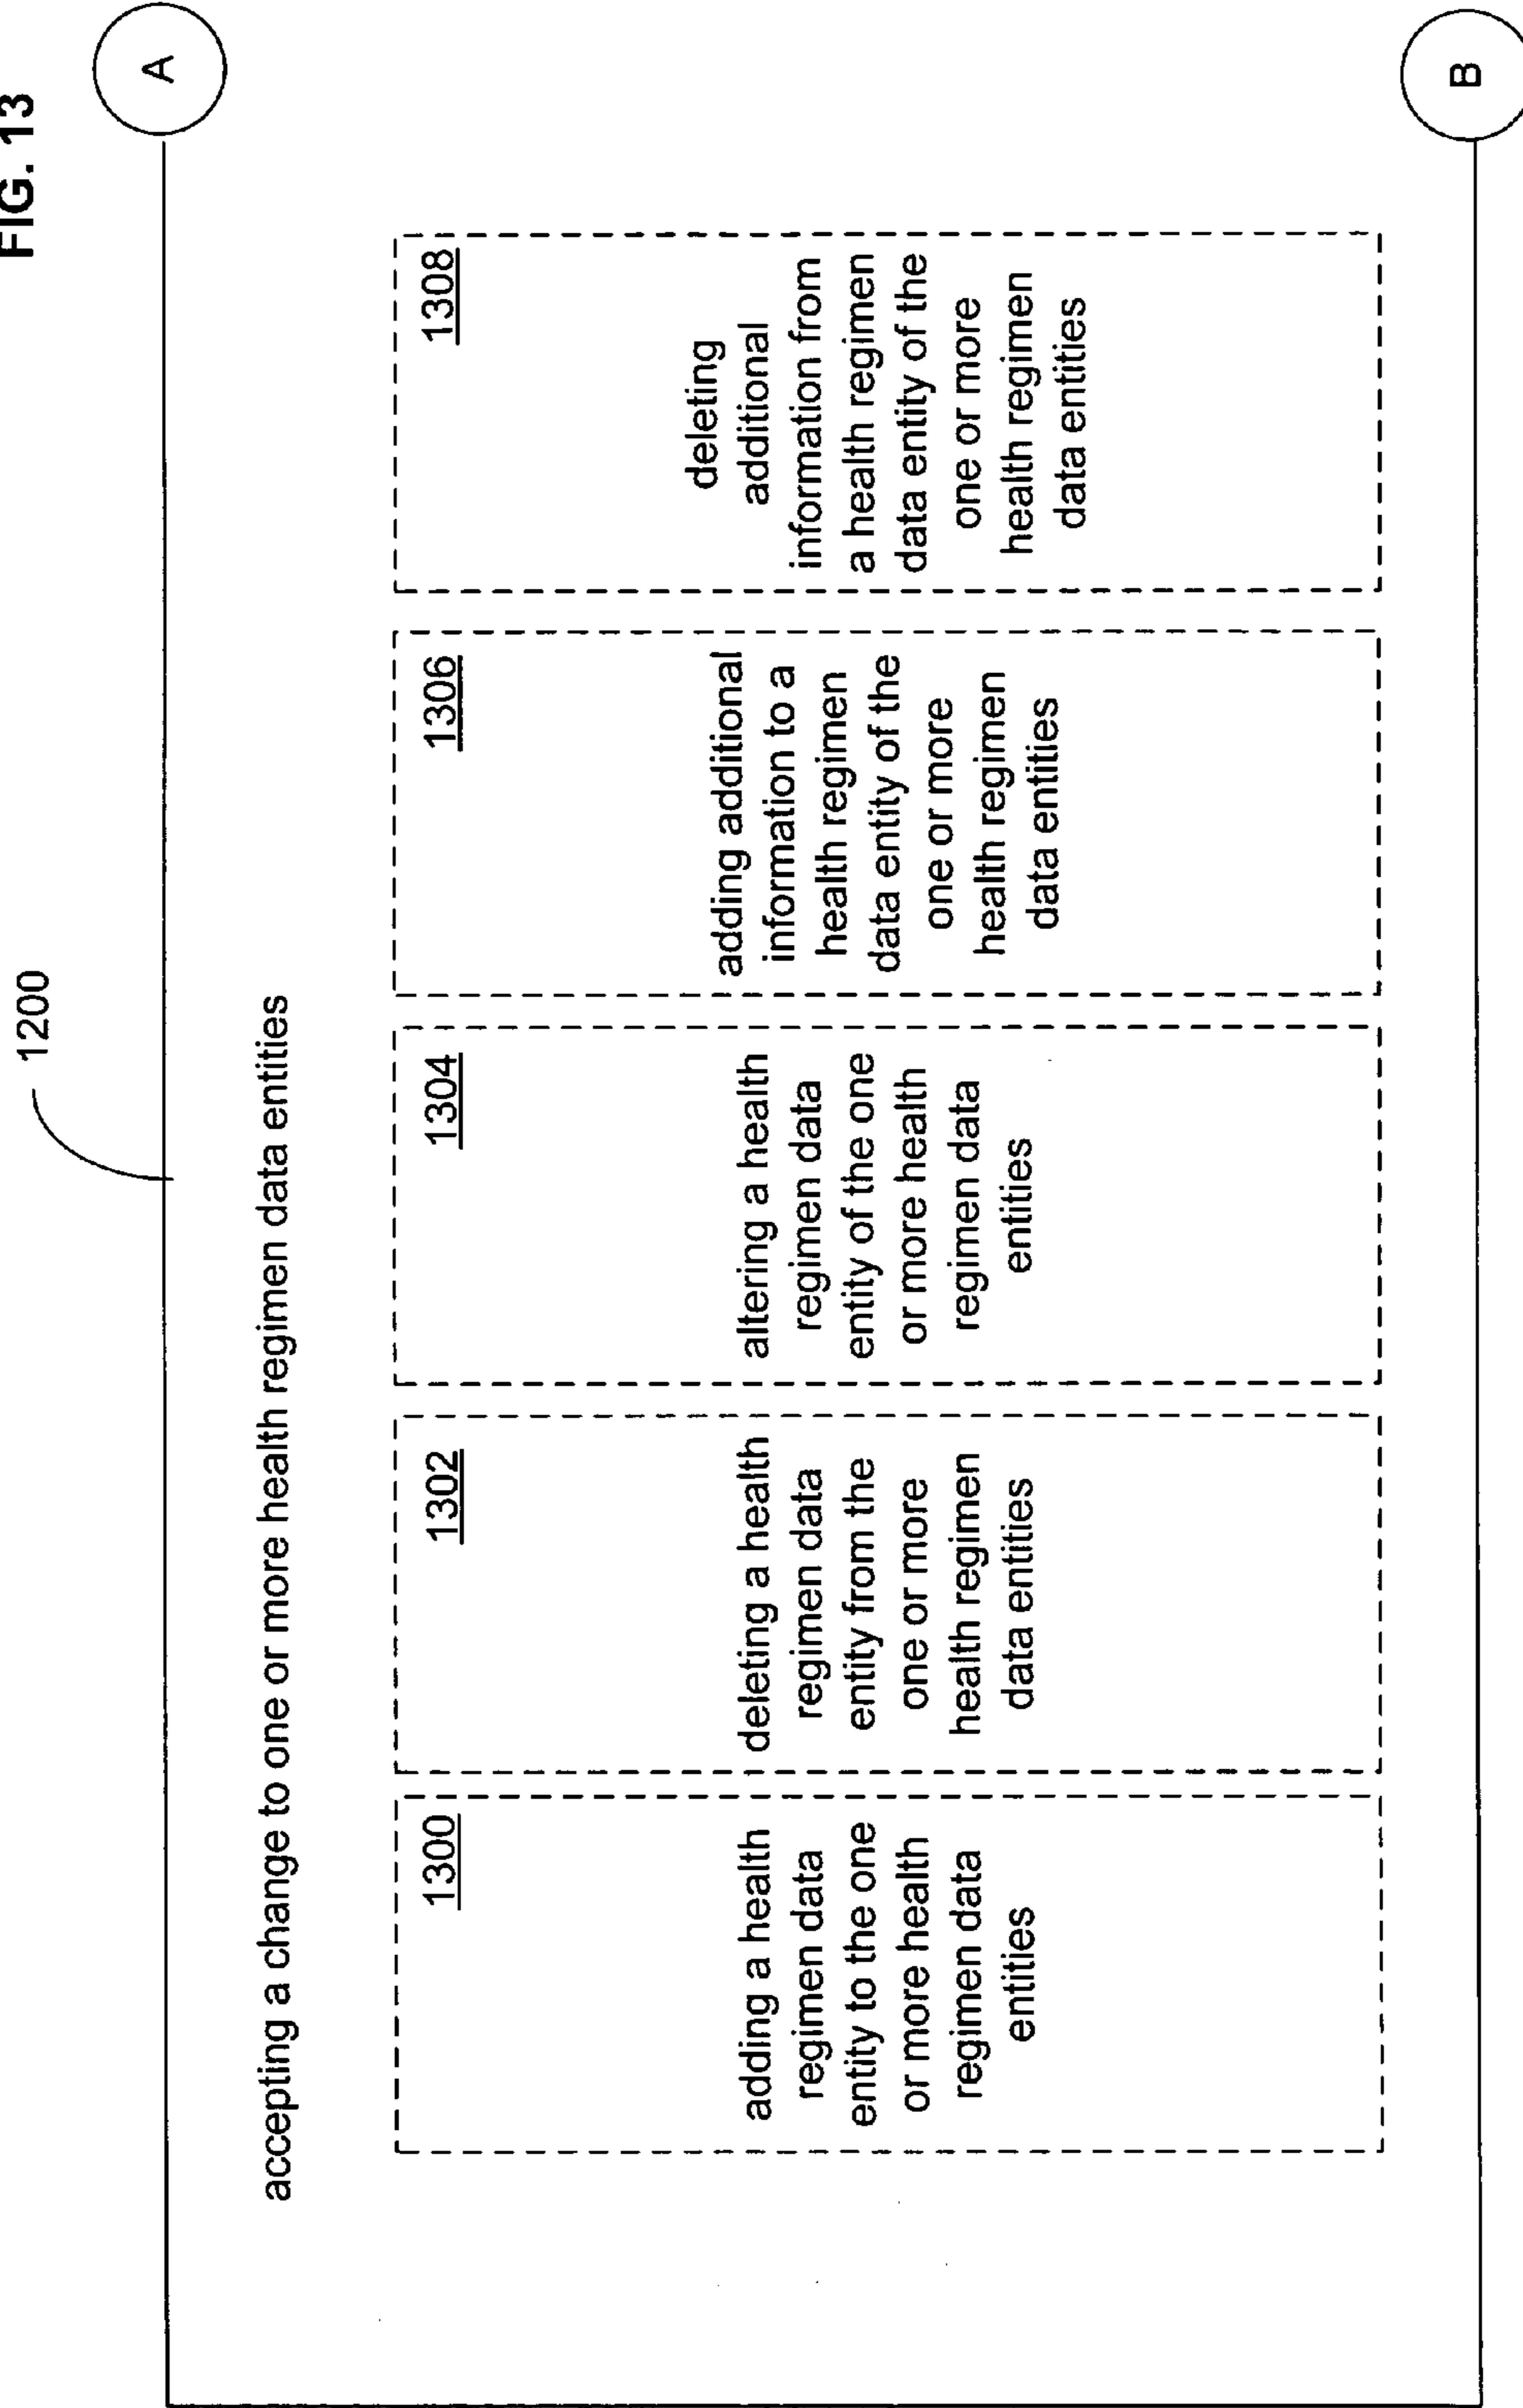 FIG. 13
1200
A
accepting a change to one or more health regimen data entities
1300
adding a health
regimen data
entity to the one
or more health
regimen data
entities
1302
deleting a health
regimen data
entity from the
one or more
health regimen
data entities
1304
altering a health
regimen data
entity of the one
or more health
regimen data
entities
1306
adding additional
information to a
health regimen
data entity of the
one or more
health regimen
data entities
1308
deleting
additional
information from
a health regimen
data entity of the
one or more
health regimen
data entities
B